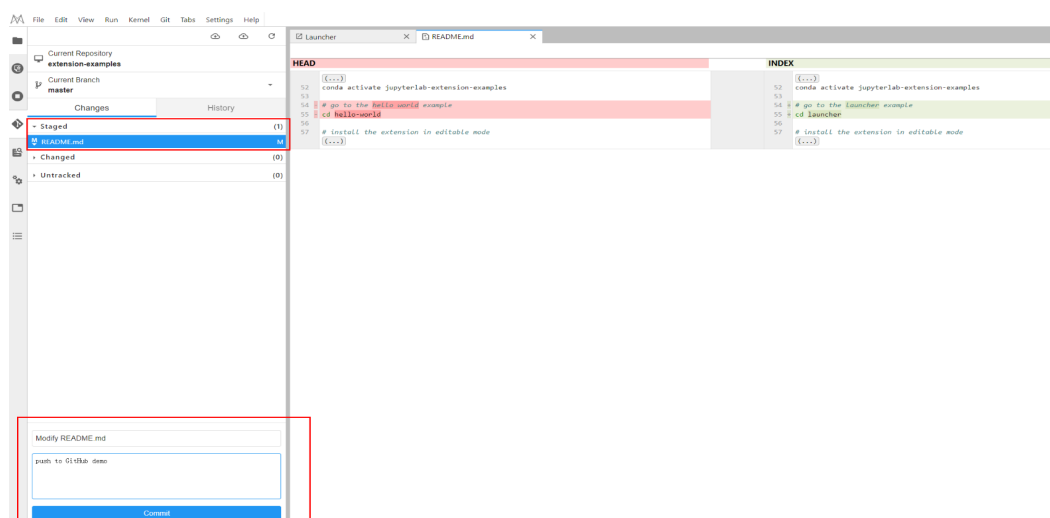 File Edit View Run Kernel Git Tabs Settings Help
Current Repository
extension-examples
Current Branch
master
Changes History
Staged (1)
README.md M
Changed (0)
Untracked (0)
Modify README.md
push to GitHub demo
Commit
Launcher README.md
HEAD INDEX
(...)
52 conda activate jupyterlab-extension-examples
53
54 - # go to the hello world example
55 - cd hello-world
56
57 # install the extension in editable mode
(...)
(...)
52 conda activate jupyterlab-extension-examples
53
54 + # go to the launcher example
55 + cd launcher
56
57 # install the extension in editable mode
(...)